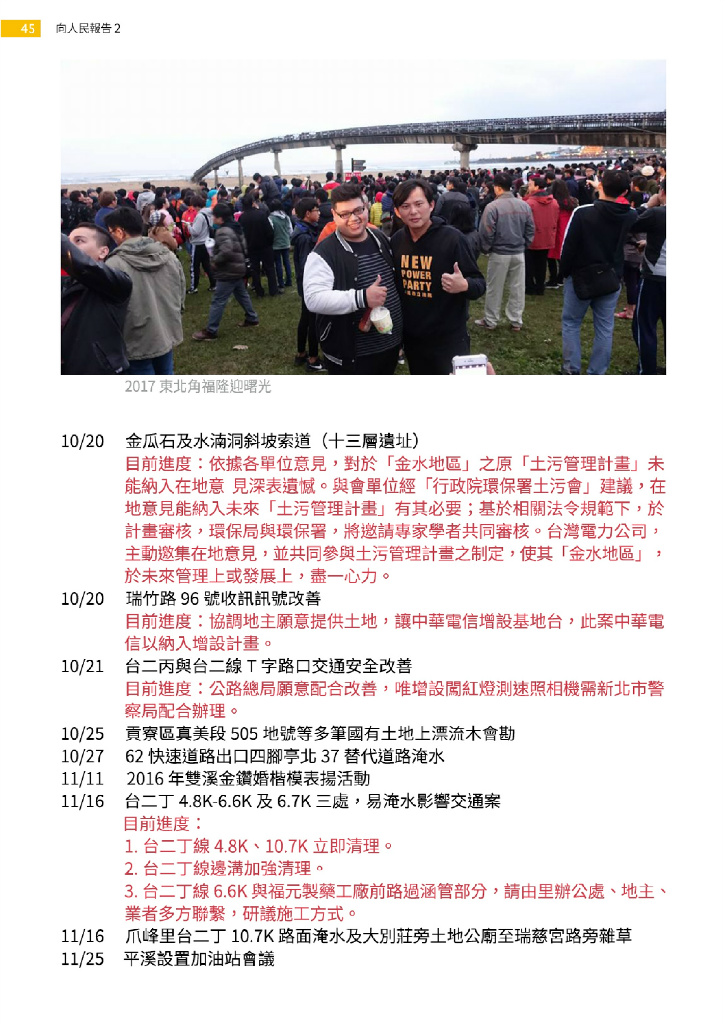 45 向人民報告 2
NEW
POWER
PARTY
2017 東北角福隆迎曙光
10/20 金瓜石及水湳洞斜坡索道（十三層遺址）
目前進度：依據各單位意見，對於「金水地區」之原「土污管理計畫」未
能納入在地意 見深表遺憾。與會單位經「行政院環保署土污會」建議，在
地意見能納入未來「土污管理計畫」有其必要；基於相關法令規範下，於
計畫審核，環保局與環保署，將邀請專家學者共同審核。台灣電力公司，
主動邀集在地意見，並共同參與土污管理計畫之制定，使其「金水地區」，
於未來管理上或發展上，盡一心力。
10/20 瑞竹路 96 號收訊訊號改善
目前進度：協調地主願意提供土地，讓中華電信增設基地台，此案中華電
信以納入增設計畫。
10/21 台二丙與台二線 T 字路口交通安全改善
目前進度：公路總局願意配合改善，唯增設闖紅燈測速照相機需新北市警
察局配合辦理。
10/25 貢寮區真美段 505 地號等多筆國有土地上漂流木會勘
10/27 62 快速道路出口四腳亭北 37 替代道路淹水
11/11 2016 年雙溪金鑽婚楷模表揚活動
11/16 台二丁 4.8K-6.6K 及 6.7K 三處，易淹水影響交通案
目前進度：
1. 台二丁線 4.8K、10.7K 立即清理。
2. 台二丁線邊溝加強清理。
3. 台二丁線 6.6K 與福元製藥工廠前路過涵管部分，請由里辦公處、地主、
業者多方聯繫，研議施工方式。
11/16 爪峰里台二丁 10.7K 路面淹水及大別莊旁土地公廟至瑞慈宮路旁雜草
11/25 平溪設置加油站會議